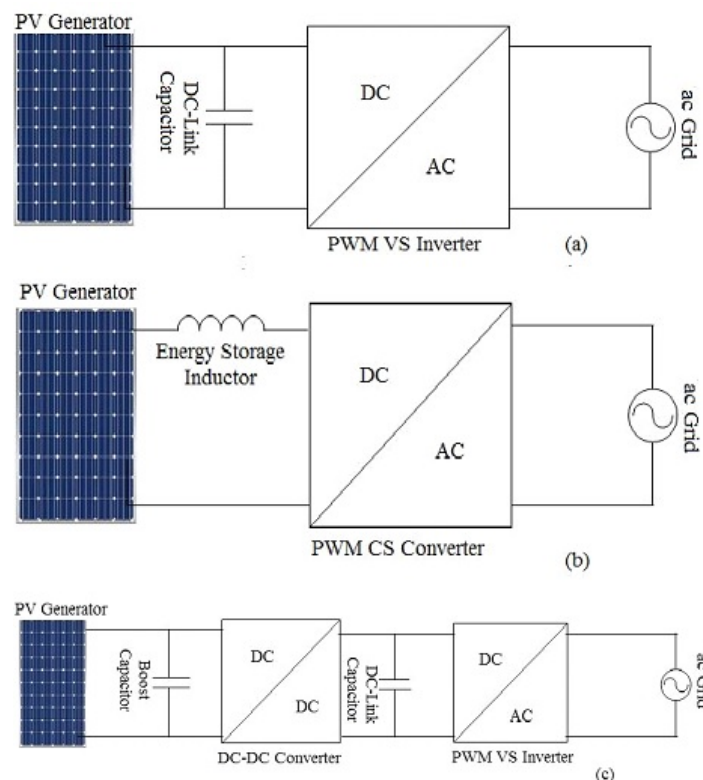 PV Generator
DC-Link
Capacitor
DC
AC
ac Grid
PWM VS Inverter
(a)
PV Generator
Energy Storage
Inductor
DC
AC
ac Grid
PWM CS Converter
(b)
PV Generator
Boost
Capacitor
DC
DC
DC-DC Converter
DC-Link
Capacitor
DC
AC
PWM VS Inverter
ac Grid
(c)